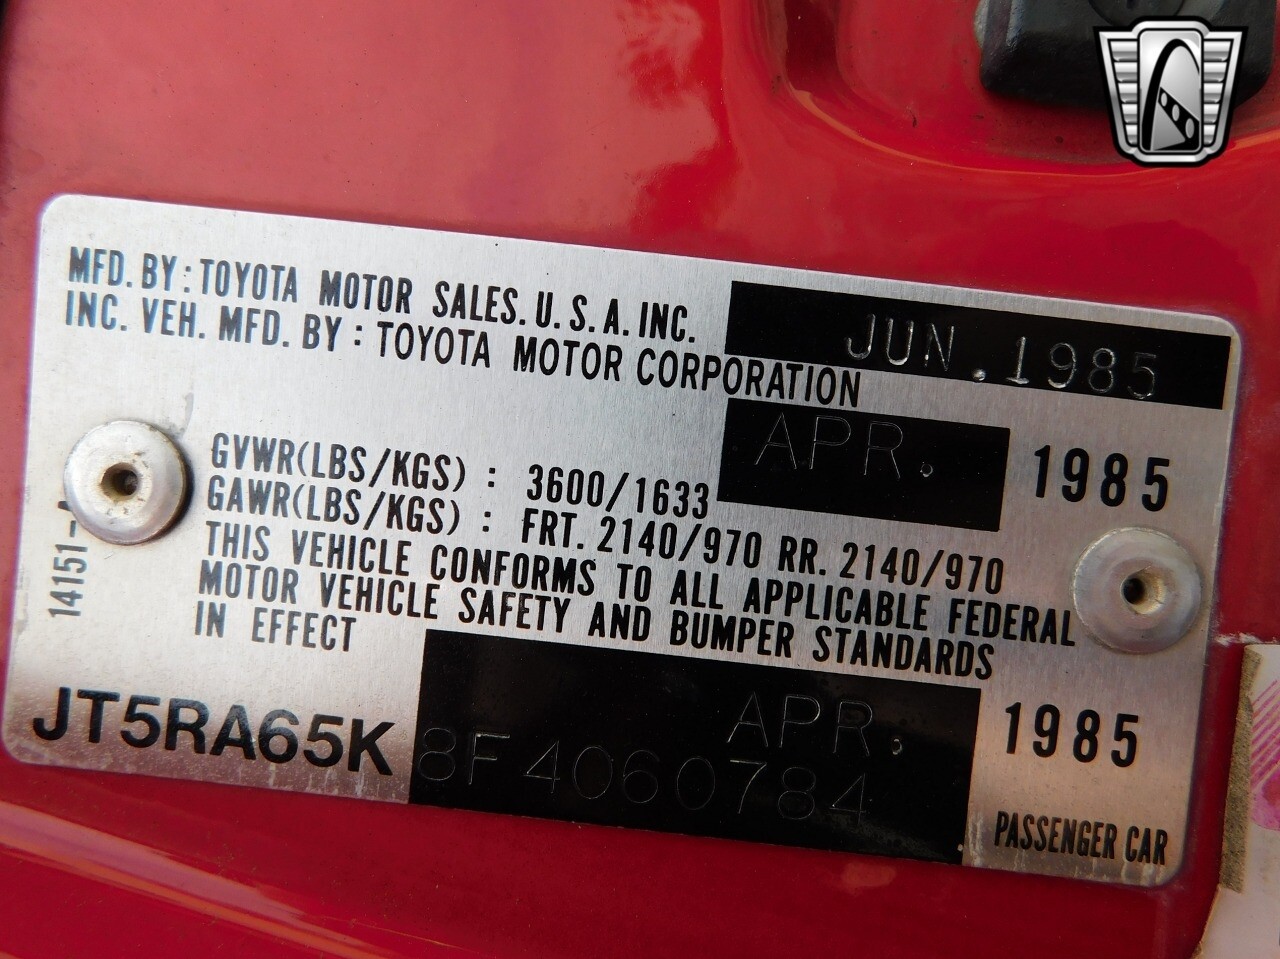 MFD. BY : TOYOTA MOTOR SALES. U. S. A. INC. JUN. 1985
INC. VEH. MFD. BY : TOYOTA MOTOR CORPORATION
APR. 1985
GVWR(LBS/KGS) : 3600/1633
GAWR(LBS/KGS) : FRT. 2140/970 RR. 2140/970
THIS VEHICLE CONFORMS TO ALL APPLICABLE FEDERAL
MOTOR VEHICLE SAFETY AND BUMPER STANDARDS
IN EFFECT APR. 1985
JT5RA65K8F4060784
PASSENGER CAR